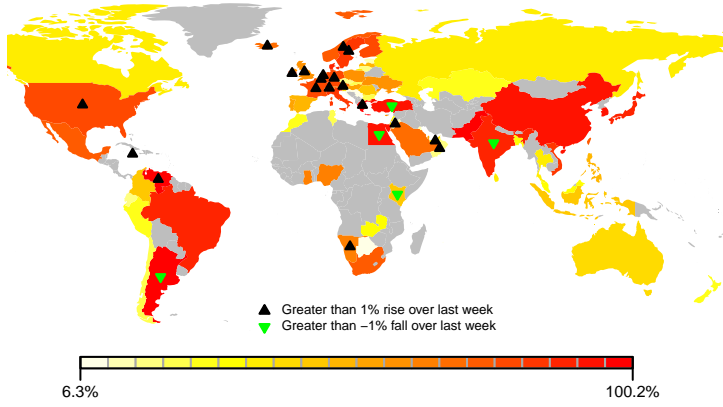 Greater than 1% rise over last week
Greater than −1% fall over last week
6.3%
100.2%